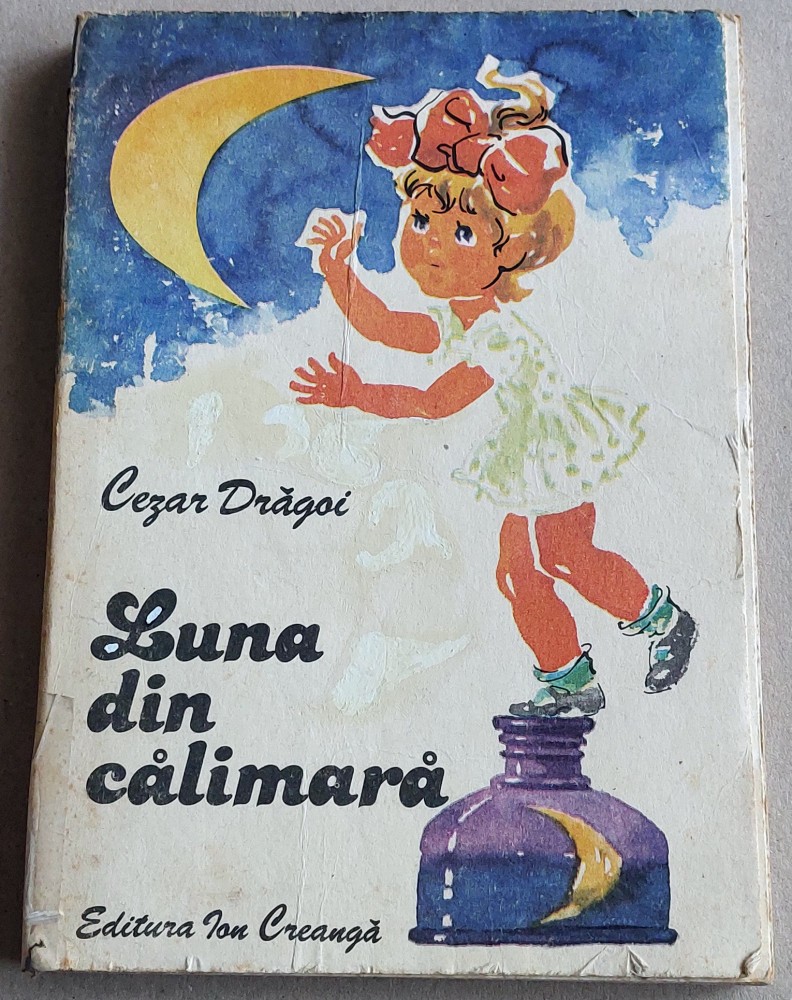 Cezar Drăgoi
Luna
din
călimară
Editura Ion Creangă